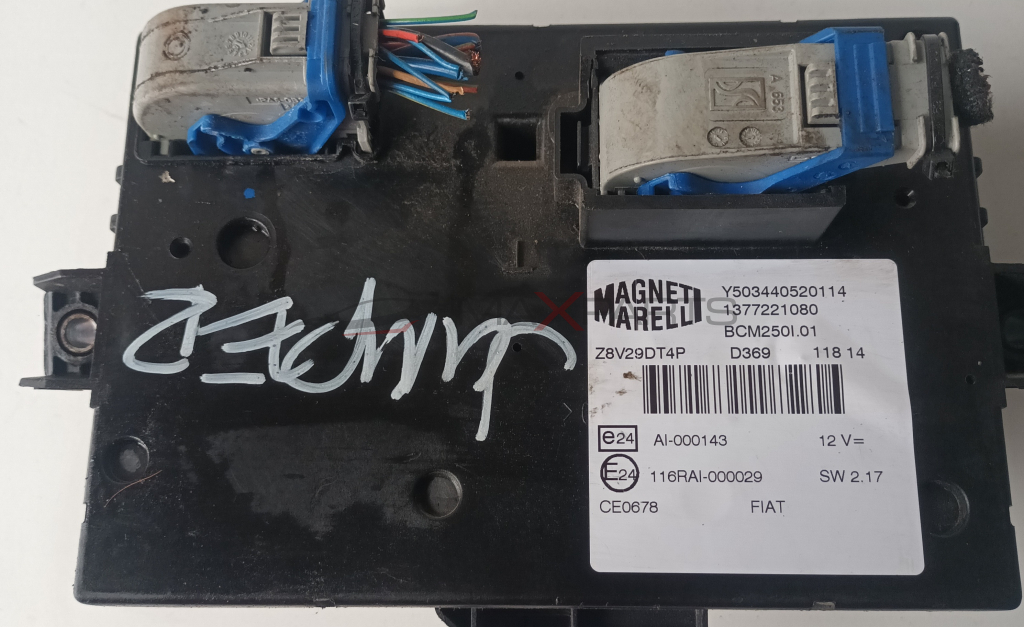 A 653
MAGNETI
MARELLI
Y503440520114
1377221080
BCM250I.01
Z8V29DT4P D369 118 14
e24 AI-000143 12 V=
E24 116RAI-000029 SW 2.17
CE0678 FIAT